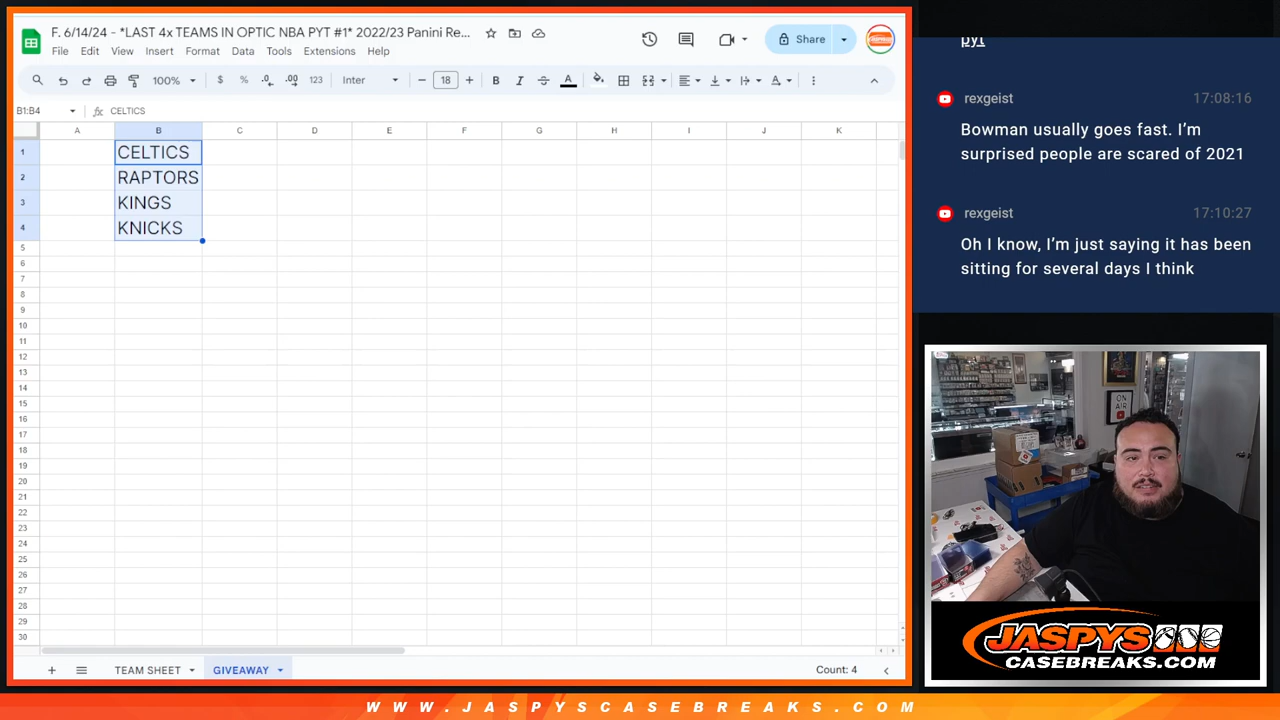 F. 6/14/24 - *LAST 4x TEAMS IN OPTIC NBA PYT #1* 2022/23 Panini Re...
File Edit View Insert Format Data Tools Extensions Help
Share
100% $ % .0 .00 123 Inter 18 B I S A
B1:B4 fx CELTICS
A B C D E F G H I J K
1 CELTICS
2 RAPTORS
3 KINGS
4 KNICKS
5
6
7
8
9
10
11
12
13
14
15
16
17
18
19
20
21
22
23
24
25
26
27
28
29
30
TEAM SHEET GIVEAWAY Count: 4
pyt
rexgeist 17:08:16
Bowman usually goes fast. I'm
surprised people are scared of 2021
rexgeist 17:10:27
Oh I know, I'm just saying it has been
sitting for several days I think
ON
AIR
JASPYS
CASEBREAKS.COM
WWW.JASPYSCASEBREAKS.COM